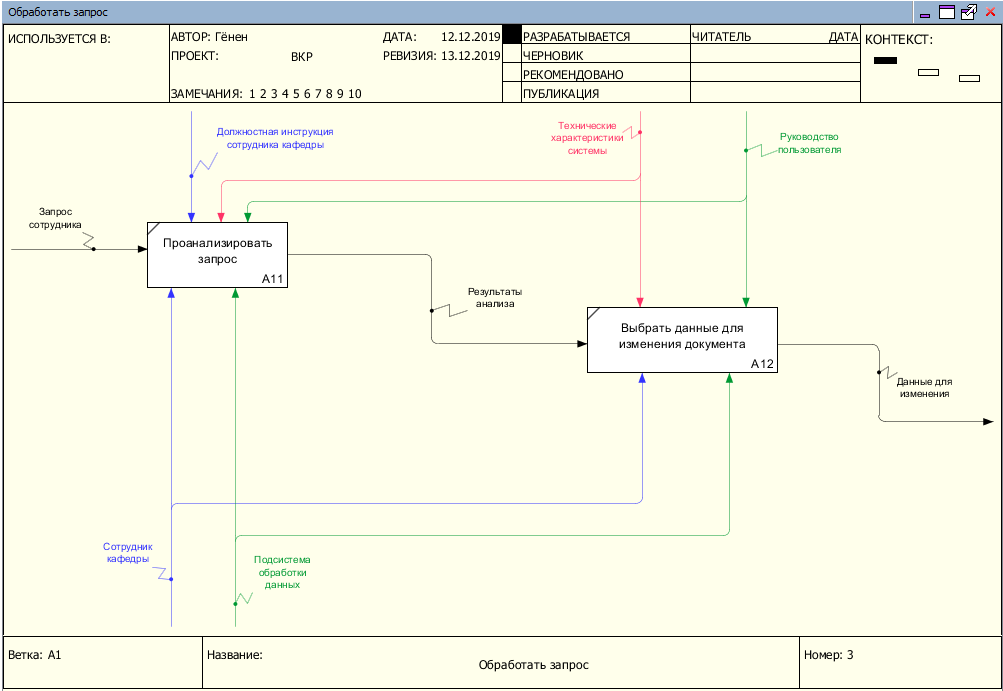 Обработать запрос
ИСПОЛЬЗУЕТСЯ В:
АВТОР: Гёнен
ДАТА: 12.12.2019
ПРОЕКТ: ВКР
РЕВИЗИЯ: 13.12.2019
ЗАМЕЧАНИЯ: 1 2 3 4 5 6 7 8 9 10
РАЗРАБАТЫВАЕТСЯ
ЧЕРНОВИК
РЕКОМЕНДОВАНО
ПУБЛИКАЦИЯ
ЧИТАТЕЛЬ
ДАТА
КОНТЕКСТ:
Должностная инструкция
сотрудника кафедры
Технические
характеристики
системы
Руководство
пользователя
Запрос
сотрудника
Проанализировать
запрос
A11
Результаты
анализа
Выбрать данные для
изменения документа
A12
Данные для
изменения
Сотрудник
кафедры
Подсистема
обработки
данных
Ветка: A1
Название:
Обработать запрос
Номер: 3